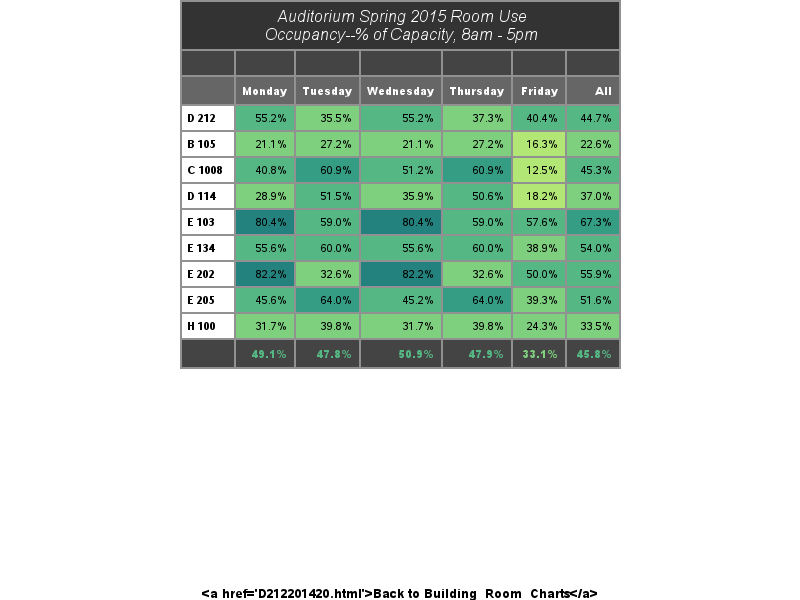 Auditorium Spring 2015 Room Use
Occupancy--% of Capacity, 8am - 5pm
Monday Tuesday Wednesday Thursday Friday All
D 212 55.2% 35.5% 55.2% 37.3% 40.4% 44.7%
B 105 21.1% 27.2% 21.1% 27.2% 16.3% 22.6%
C 1008 40.8% 60.9% 51.2% 60.9% 12.5% 45.3%
D 114 28.9% 51.5% 35.9% 50.6% 18.2% 37.0%
E 103 80.4% 59.0% 80.4% 59.0% 57.6% 67.3%
E 134 55.6% 60.0% 55.6% 60.0% 38.9% 54.0%
E 202 82.2% 32.6% 82.2% 32.6% 50.0% 55.9%
E 205 45.6% 64.0% 45.2% 64.0% 39.3% 51.6%
H 100 31.7% 39.8% 31.7% 39.8% 24.3% 33.5%
49.1% 47.8% 50.9% 47.9% 33.1% 45.8%
<a href='D212201420.html'>Back to Building Room Charts</a>